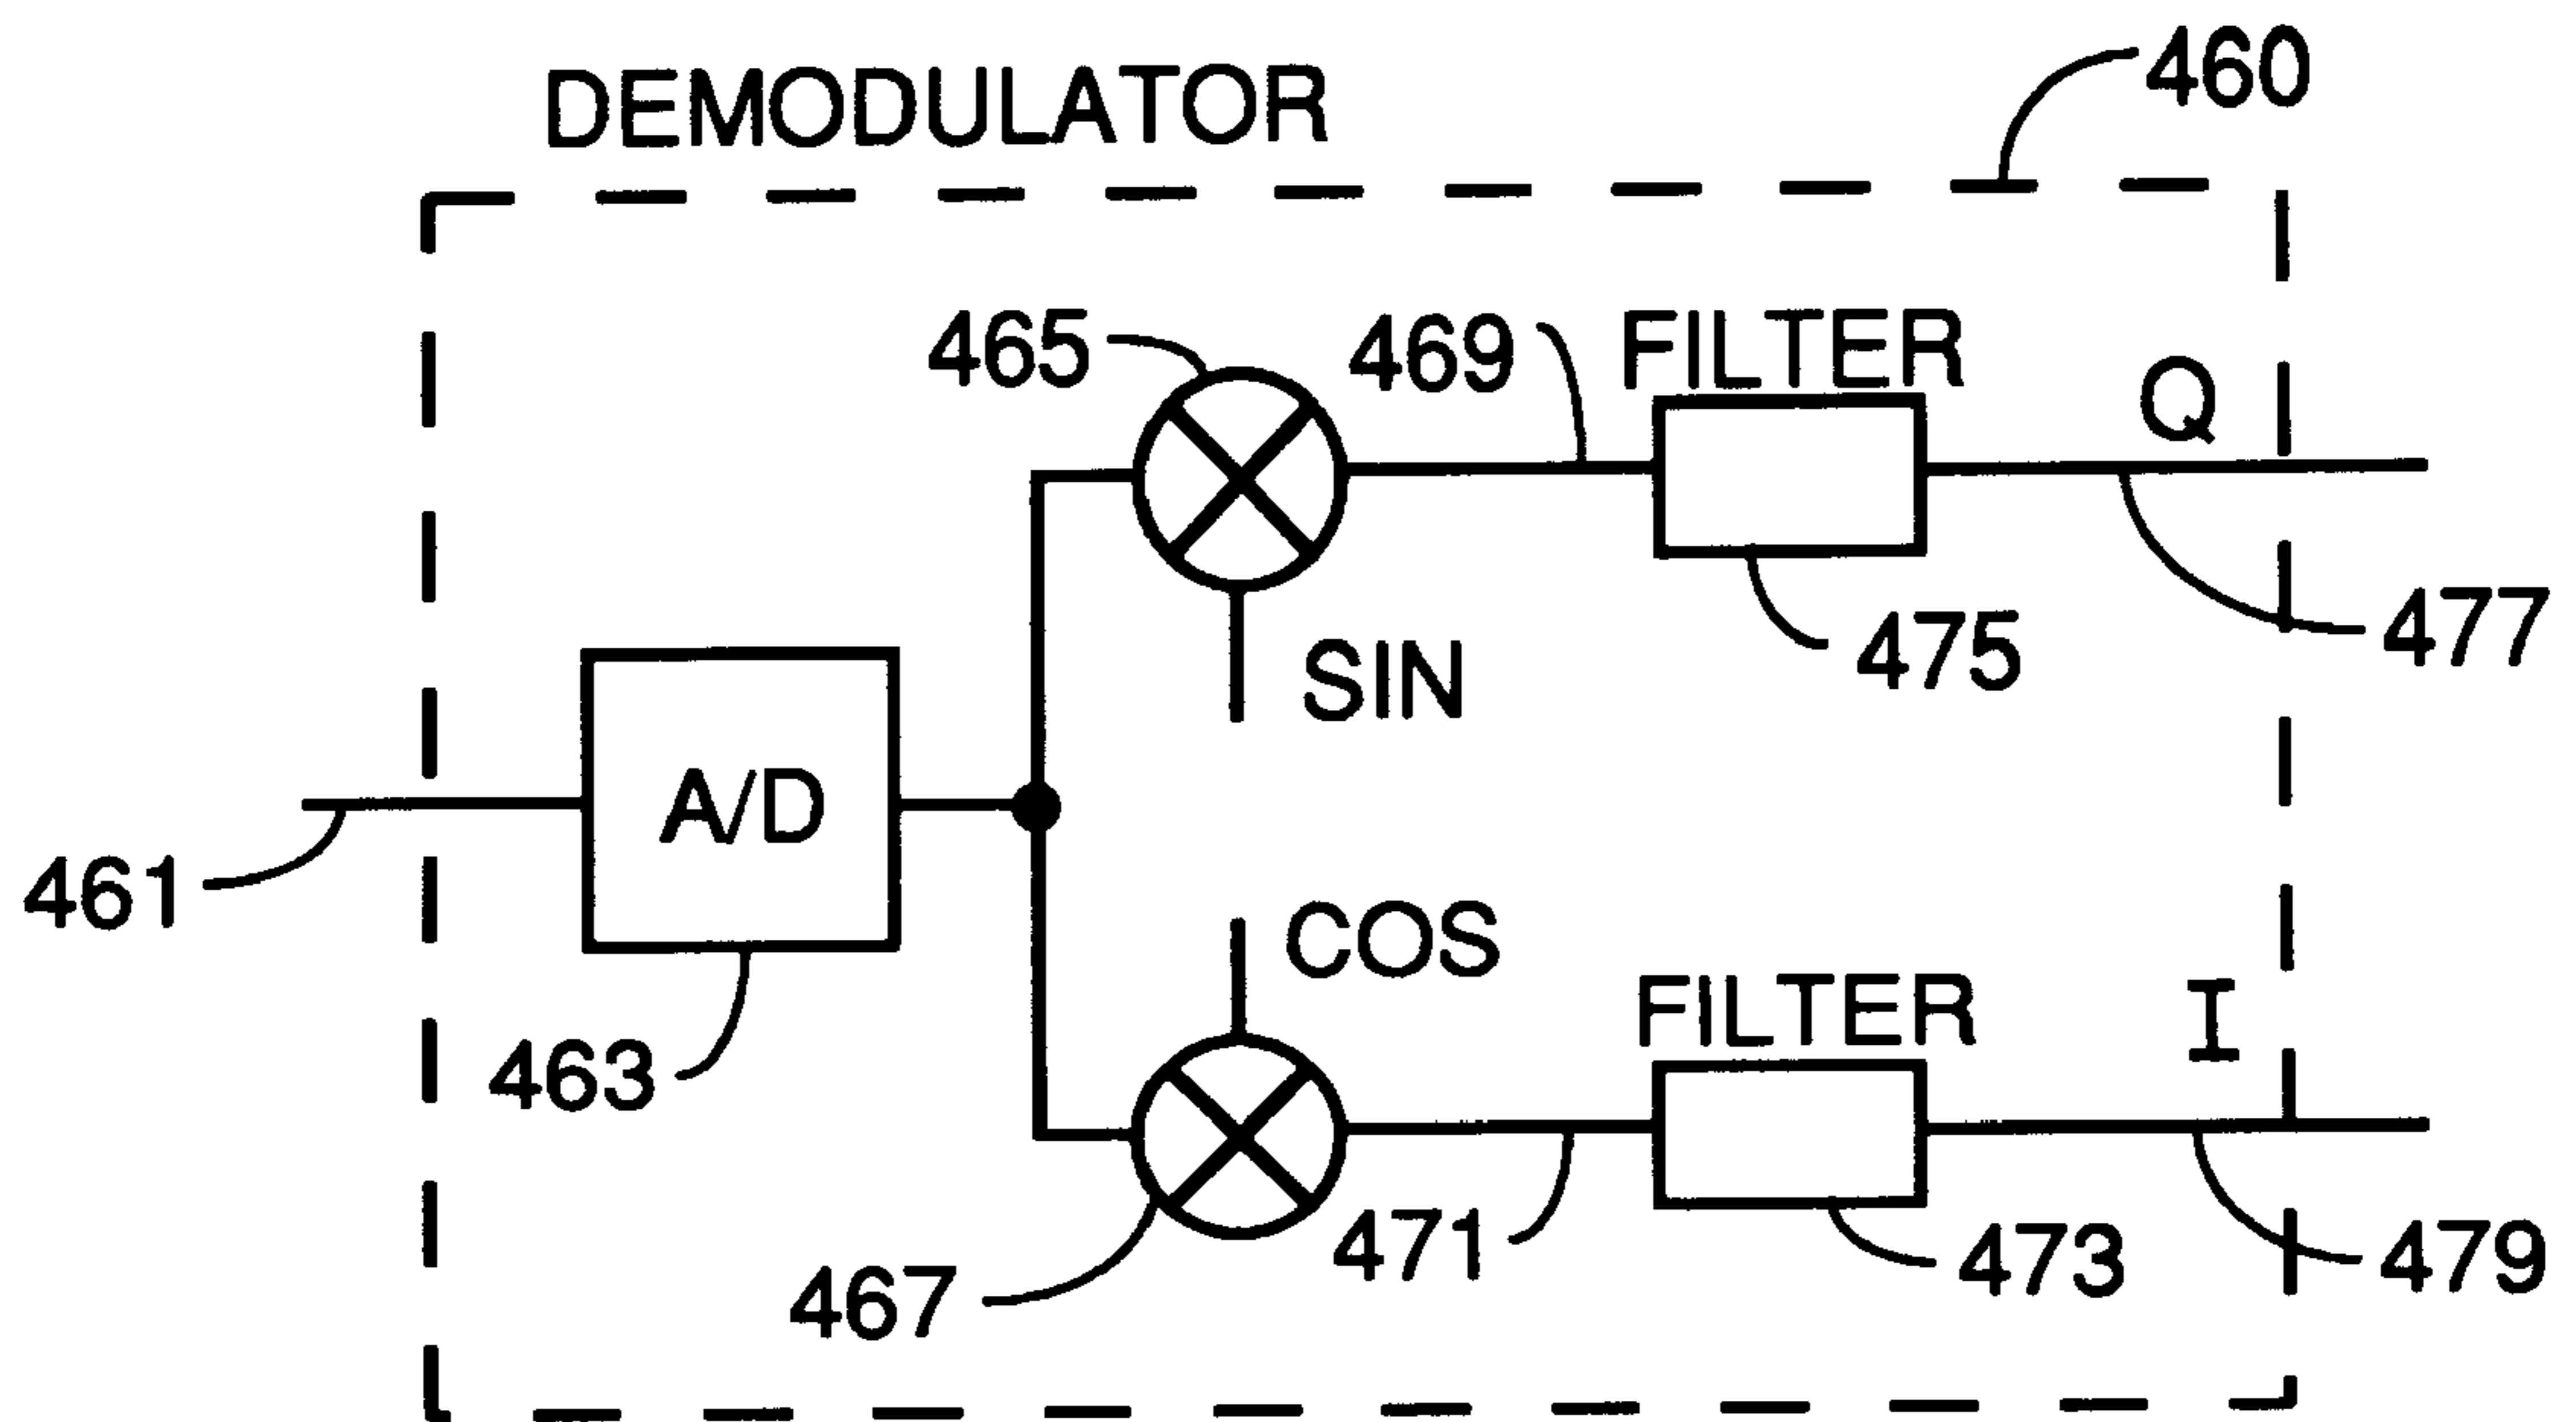 460
DEMODULATOR
465
469
FILTER
Q
SIN
475
477
A/D
461
COS
463
FILTER
I
467
471
473
479